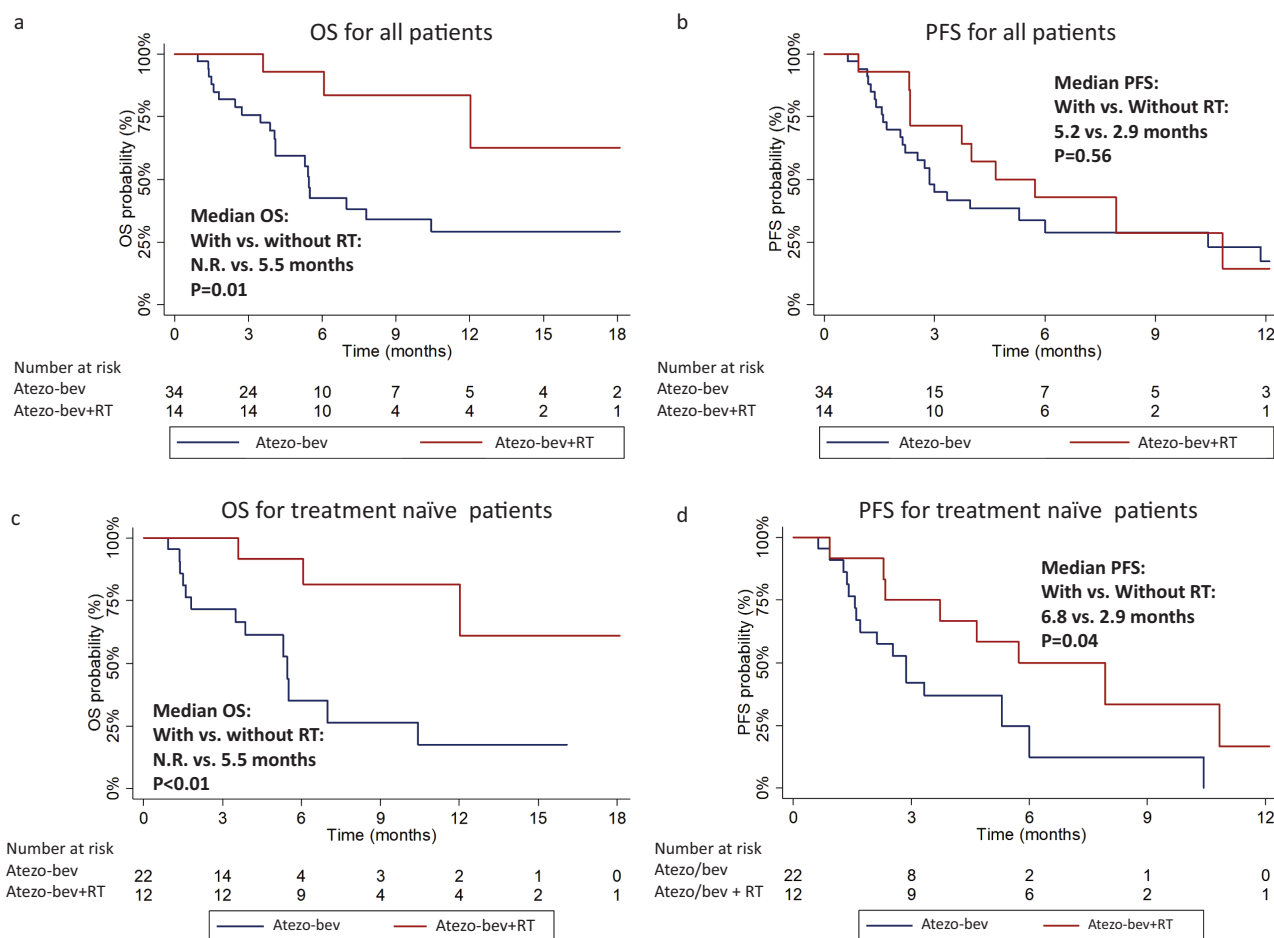 a
OS for all patients
100%
75%
50%
25%
0%
OS probability (%)
Median OS:
With vs. without RT:
N.R. vs. 5.5 months
P=0.01
0 3 6 9 12 15 18
Time (months)
Number at risk
Atezo-bev 34 24 10 7 5 4 2
Atezo-bev+RT 14 14 10 4 4 2 1
Atezo-bev Atezo-bev+RT
b
PFS for all patients
100%
75%
50%
25%
0%
PFS probability (%)
Median PFS:
With vs. Without RT:
5.2 vs. 2.9 months
P=0.56
0 3 6 9 12
Time (months)
Number at risk
Atezo-bev 34 15 7 5 3
Atezo-bev+RT 14 10 6 2 1
Atezo-bev Atezo-bev+RT
c
OS for treatment naïve patients
100%
75%
50%
25%
0%
OS probability (%)
Median OS:
With vs. without RT:
N.R. vs. 5.5 months
P<0.01
0 3 6 9 12 15 18
Time (months)
Number at risk
Atezo-bev 22 14 4 3 2 1 0
Atezo-bev+RT 12 12 9 4 4 2 1
Atezo-bev Atezo-bev+RT
d
PFS for treatment naïve patients
100%
75%
50%
25%
0%
PFS probability (%)
Median PFS:
With vs. Without RT:
6.8 vs. 2.9 months
P=0.04
0 3 6 9 12
Time (months)
Number at risk
Atezo/bev 22 8 2 1 0
Atezo/bev + RT 12 9 6 2 1
Atezo-bev Atezo-bev+RT